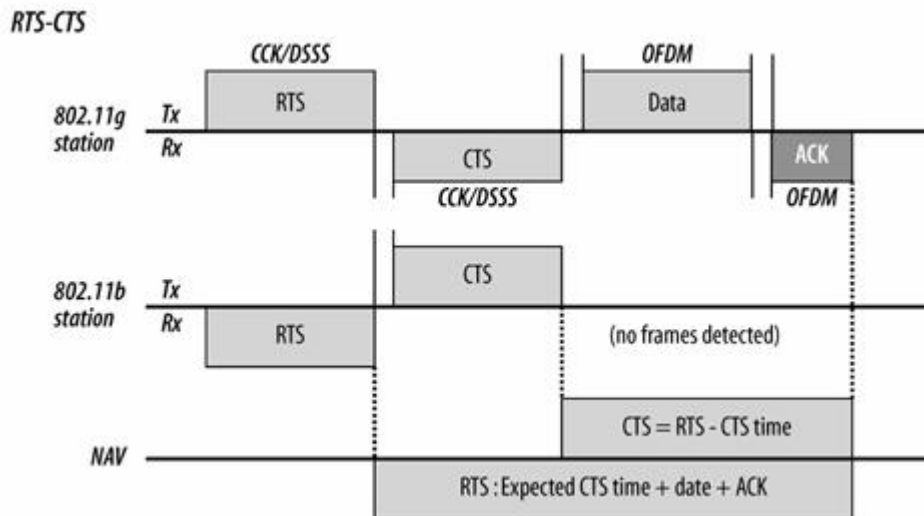 RTS-CTS
CCK/DSSS
OFDM
802.11g
station
Tx
Rx
RTS
Data
CTS
ACK
CCK/DSSS
OFDM
802.11b
station
Tx
Rx
CTS
RTS
(no frames detected)
CTS = RTS - CTS time
NAV
RTS : Expected CTS time + date + ACK